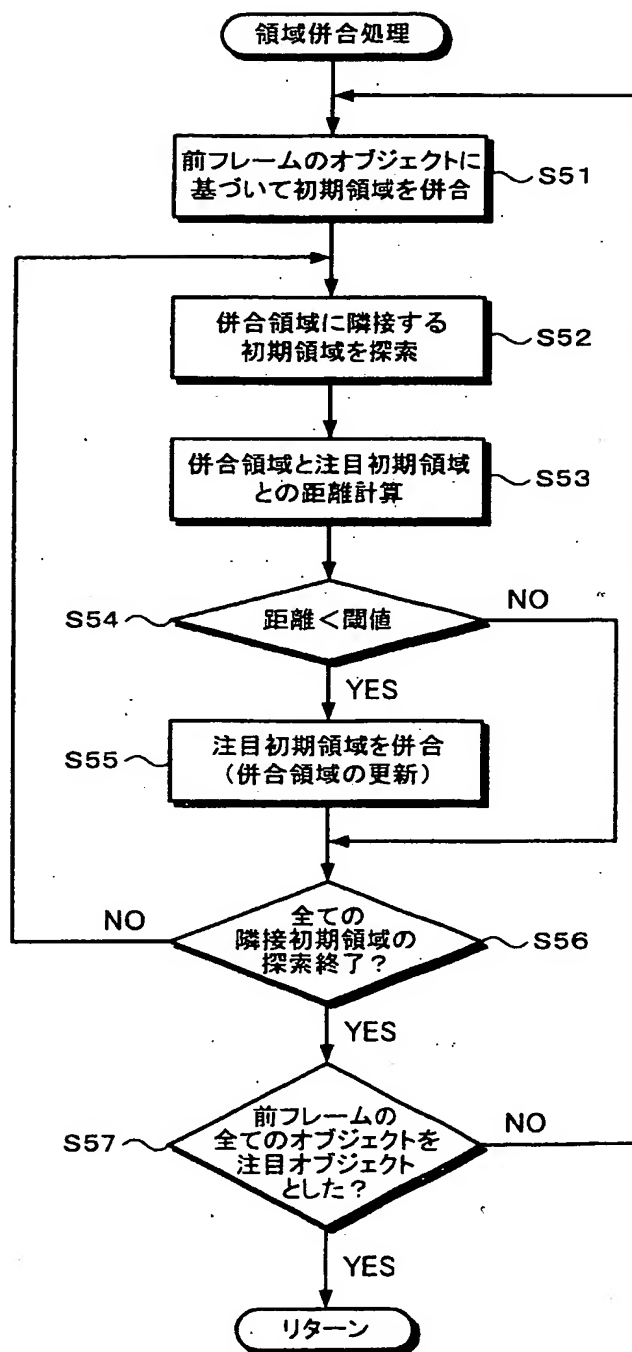 領域併合処理
前フレームのオブジェクトに
基づいて初期領域を併合
S51
併合領域に隣接する
初期領域を探索
S52
併合領域と注目初期領域
との距離計算
S53
S54
距離<閾値
NO
YES
S55
注目初期領域を併合
(併合領域の更新)
NO
全ての
隣接初期領域の
探索終了?
S56
YES
S57
前フレームの
全てのオブジェクトを
注目オブジェクト
とした?
NO
YES
リターン